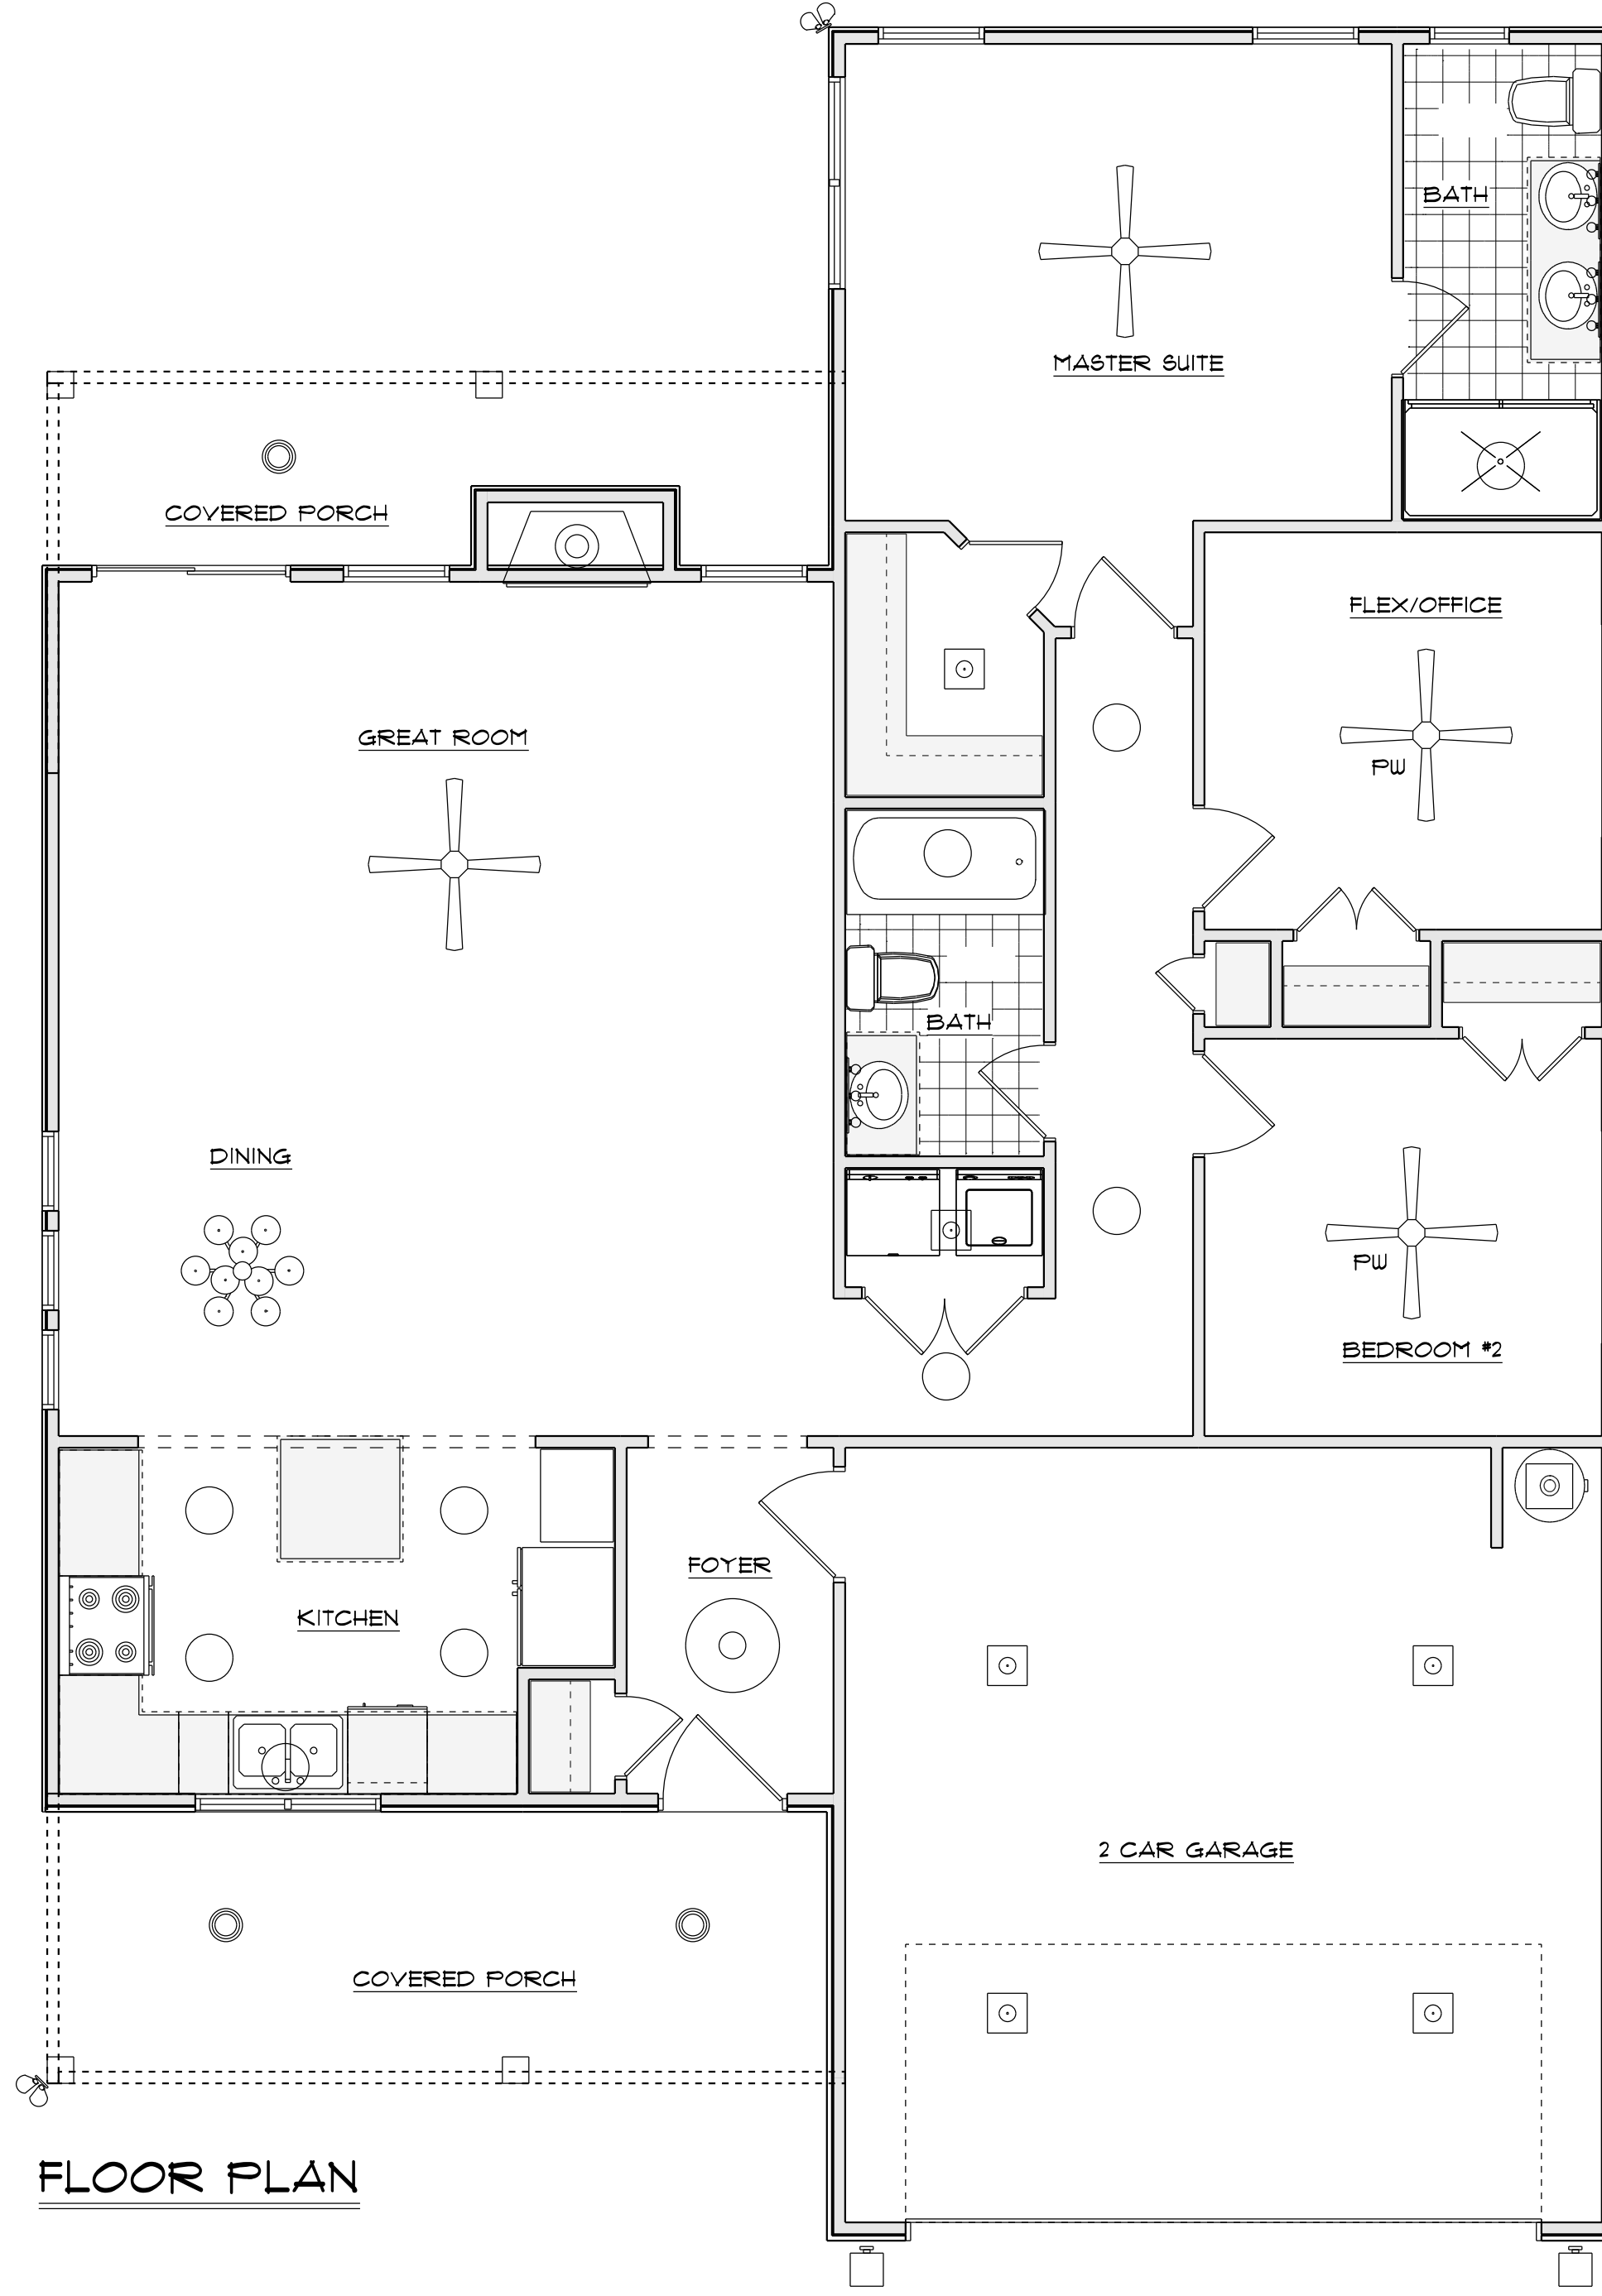 BATH
MASTER SUITE
COVERED PORCH
FLEX/OFFICE
GREAT ROOM
PW
BATH
DINING
PW
BEDROOM #2
FOYER
KITCHEN
2 CAR GARAGE
COVERED PORCH
FLOOR PLAN